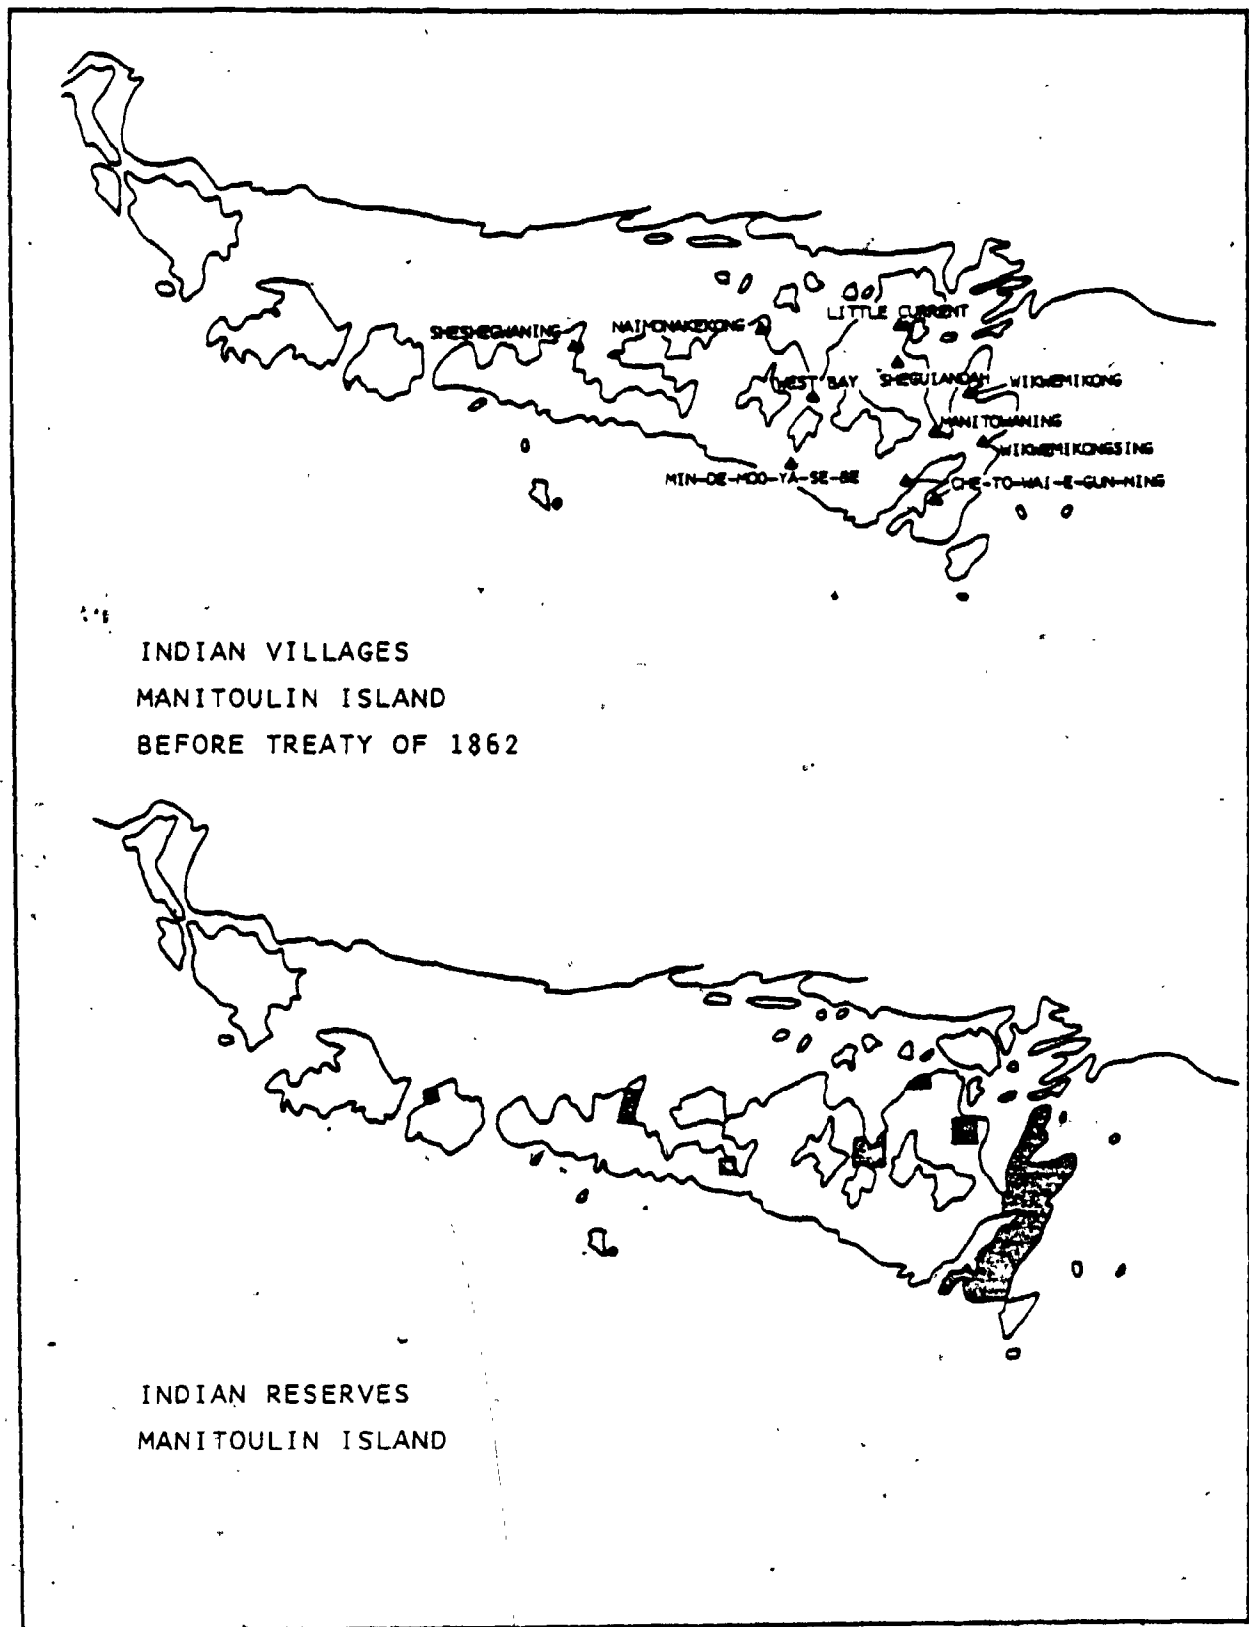 LITTLE CURRENT
SHESHEGWANING
NAIMONAKEKONG
WEST BAY
SHEGUIANDAH
WIKWEMIKONG
MANITOWANING
WIKWEMIKONGSING
MIN-DE-MOO-YA-SE-BE
CHE-TO-WAI-E-GUN-NING
INDIAN VILLAGES
MANITOULIN ISLAND
BEFORE TREATY OF 1862
INDIAN RESERVES
MANITOULIN ISLAND